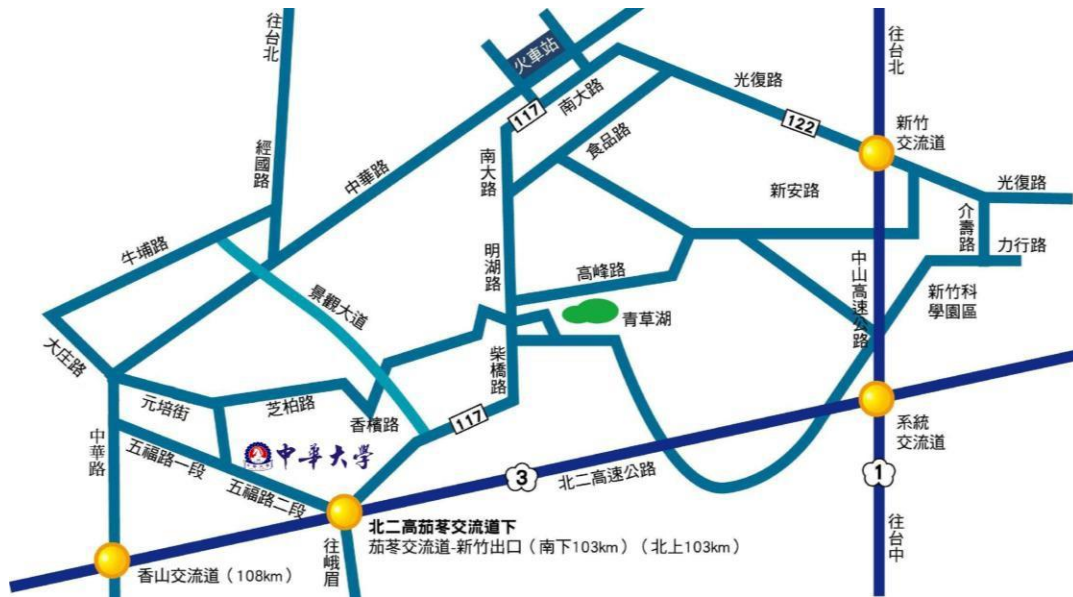 往台北
火車站
往台北
光復路
117
南大路
122
新竹
交流道
經國路
中華路
南大路
食品路
新安路
光復路
介壽路
力行路
牛埔路
明湖路
高峰路
中山高速公路
新竹科
學園區
景觀大道
青草湖
大庄路
柴橋路
元培街
芝柏路
香檳路
117
系統
交流道
中華路
五福路一段
中華大學
五福路二段
3
北二高速公路
1
北二高茄苳交流道下
茄苳交流道-新竹出口（南下103km）（北上103km）
往峨眉
往台中
香山交流道（108km）